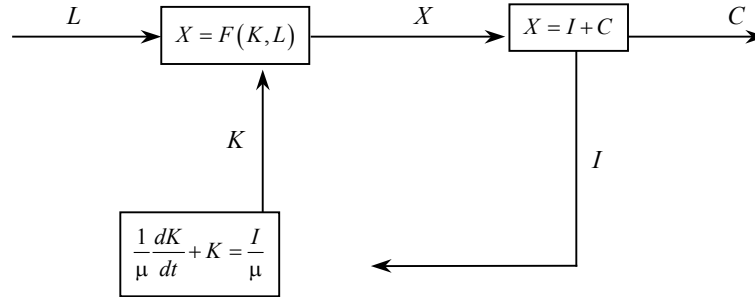 L
X = F(K, L)
X
X = I + C
C
K
I
1/μ dK/dt + K = I/μ